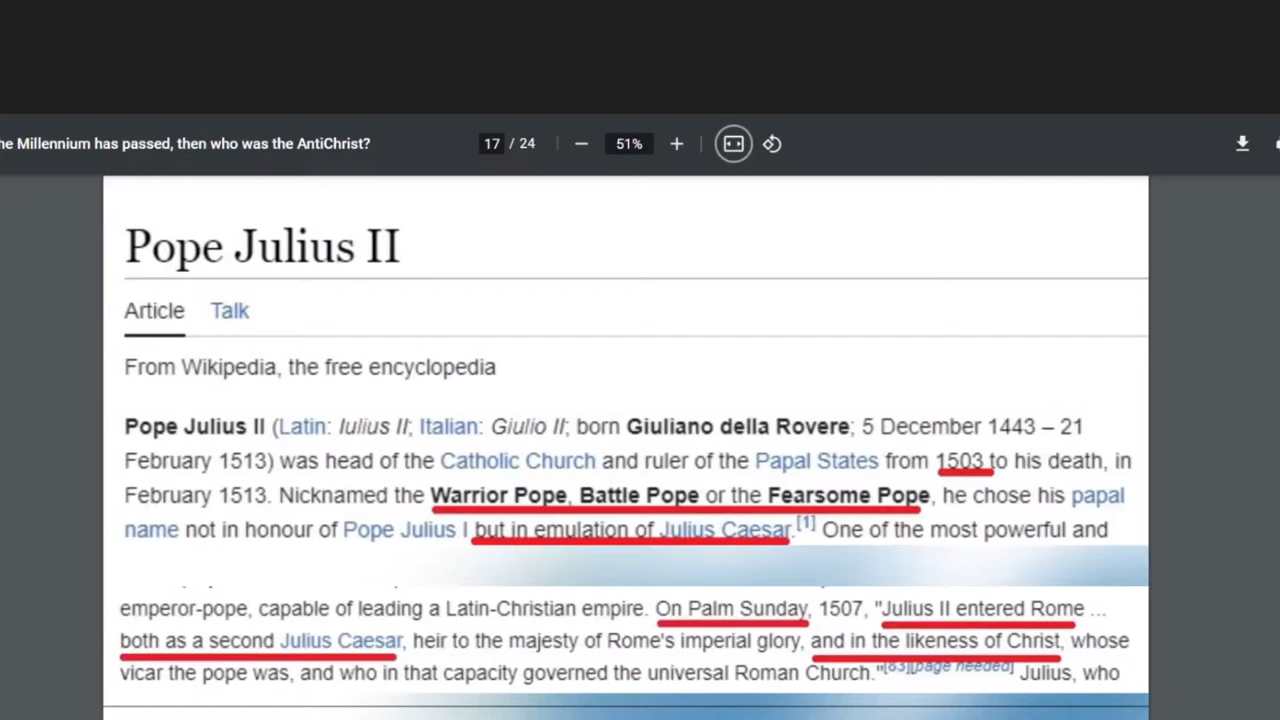 he Millennium has passed, then who was the AntiChrist?
17 / 24
51%
Pope Julius II
Article Talk
From Wikipedia, the free encyclopedia
Pope Julius II (Latin: Iulius II; Italian: Giulio II; born Giuliano della Rovere; 5 December 1443 – 21
February 1513) was head of the Catholic Church and ruler of the Papal States from 1503 to his death, in
February 1513. Nicknamed the Warrior Pope, Battle Pope or the Fearsome Pope, he chose his papal
name not in honour of Pope Julius I but in emulation of Julius Caesar.[1] One of the most powerful and
emperor-pope, capable of leading a Latin-Christian empire. On Palm Sunday, 1507, "Julius II entered Rome ...
both as a second Julius Caesar, heir to the majesty of Rome's imperial glory, and in the likeness of Christ, whose
vicar the pope was, and who in that capacity governed the universal Roman Church."[83][page needed] Julius, who